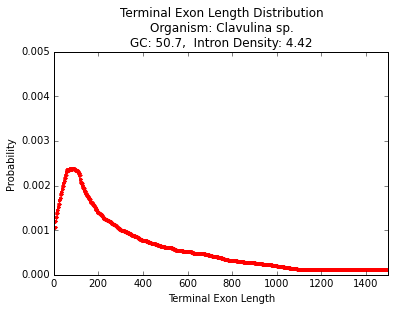 Terminal Exon Length Distribution
Organism: Clavulina sp.
GC: 50.7,  Intron Density: 4.42
0.005
0.004
0.003
0.002
0.001
0.000
Probability
0
200
400
600
800
1000
1200
1400
Terminal Exon Length